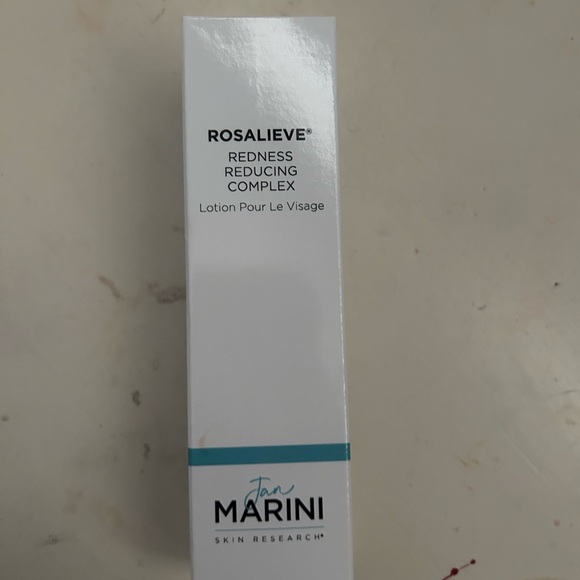 ROSALIEVE®
REDNESS
REDUCING
COMPLEX
Lotion Pour Le Visage
Jan
MARINI
SKIN RESEARCH®